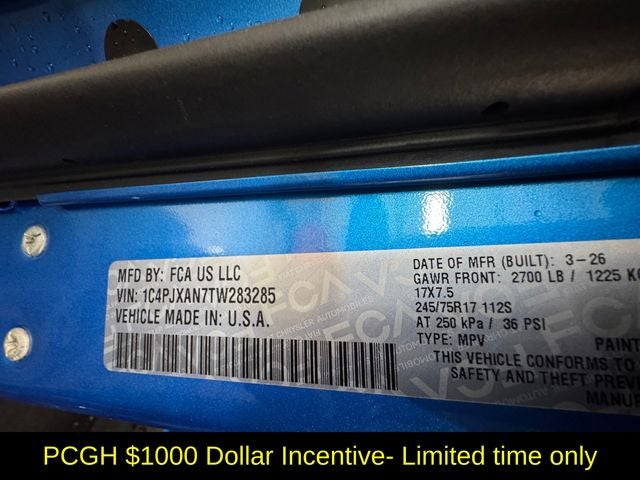 MFD BY: FCA US LLC
VIN: 1C4PJXAN7TW283285
VEHICLE MADE IN: U.S.A.
DATE OF MFR (BUILT): 3-26
GAWR FRONT: 2700 LB / 1225 KG
17X7.5
245/75R17 112S
AT 250 kPa / 36 PSI
TYPE: MPV PAINT
THIS VEHICLE CONFORMS TO
SAFETY AND THEFT PREV
MANU
PCGH $1000 Dollar Incentive- Limited time only